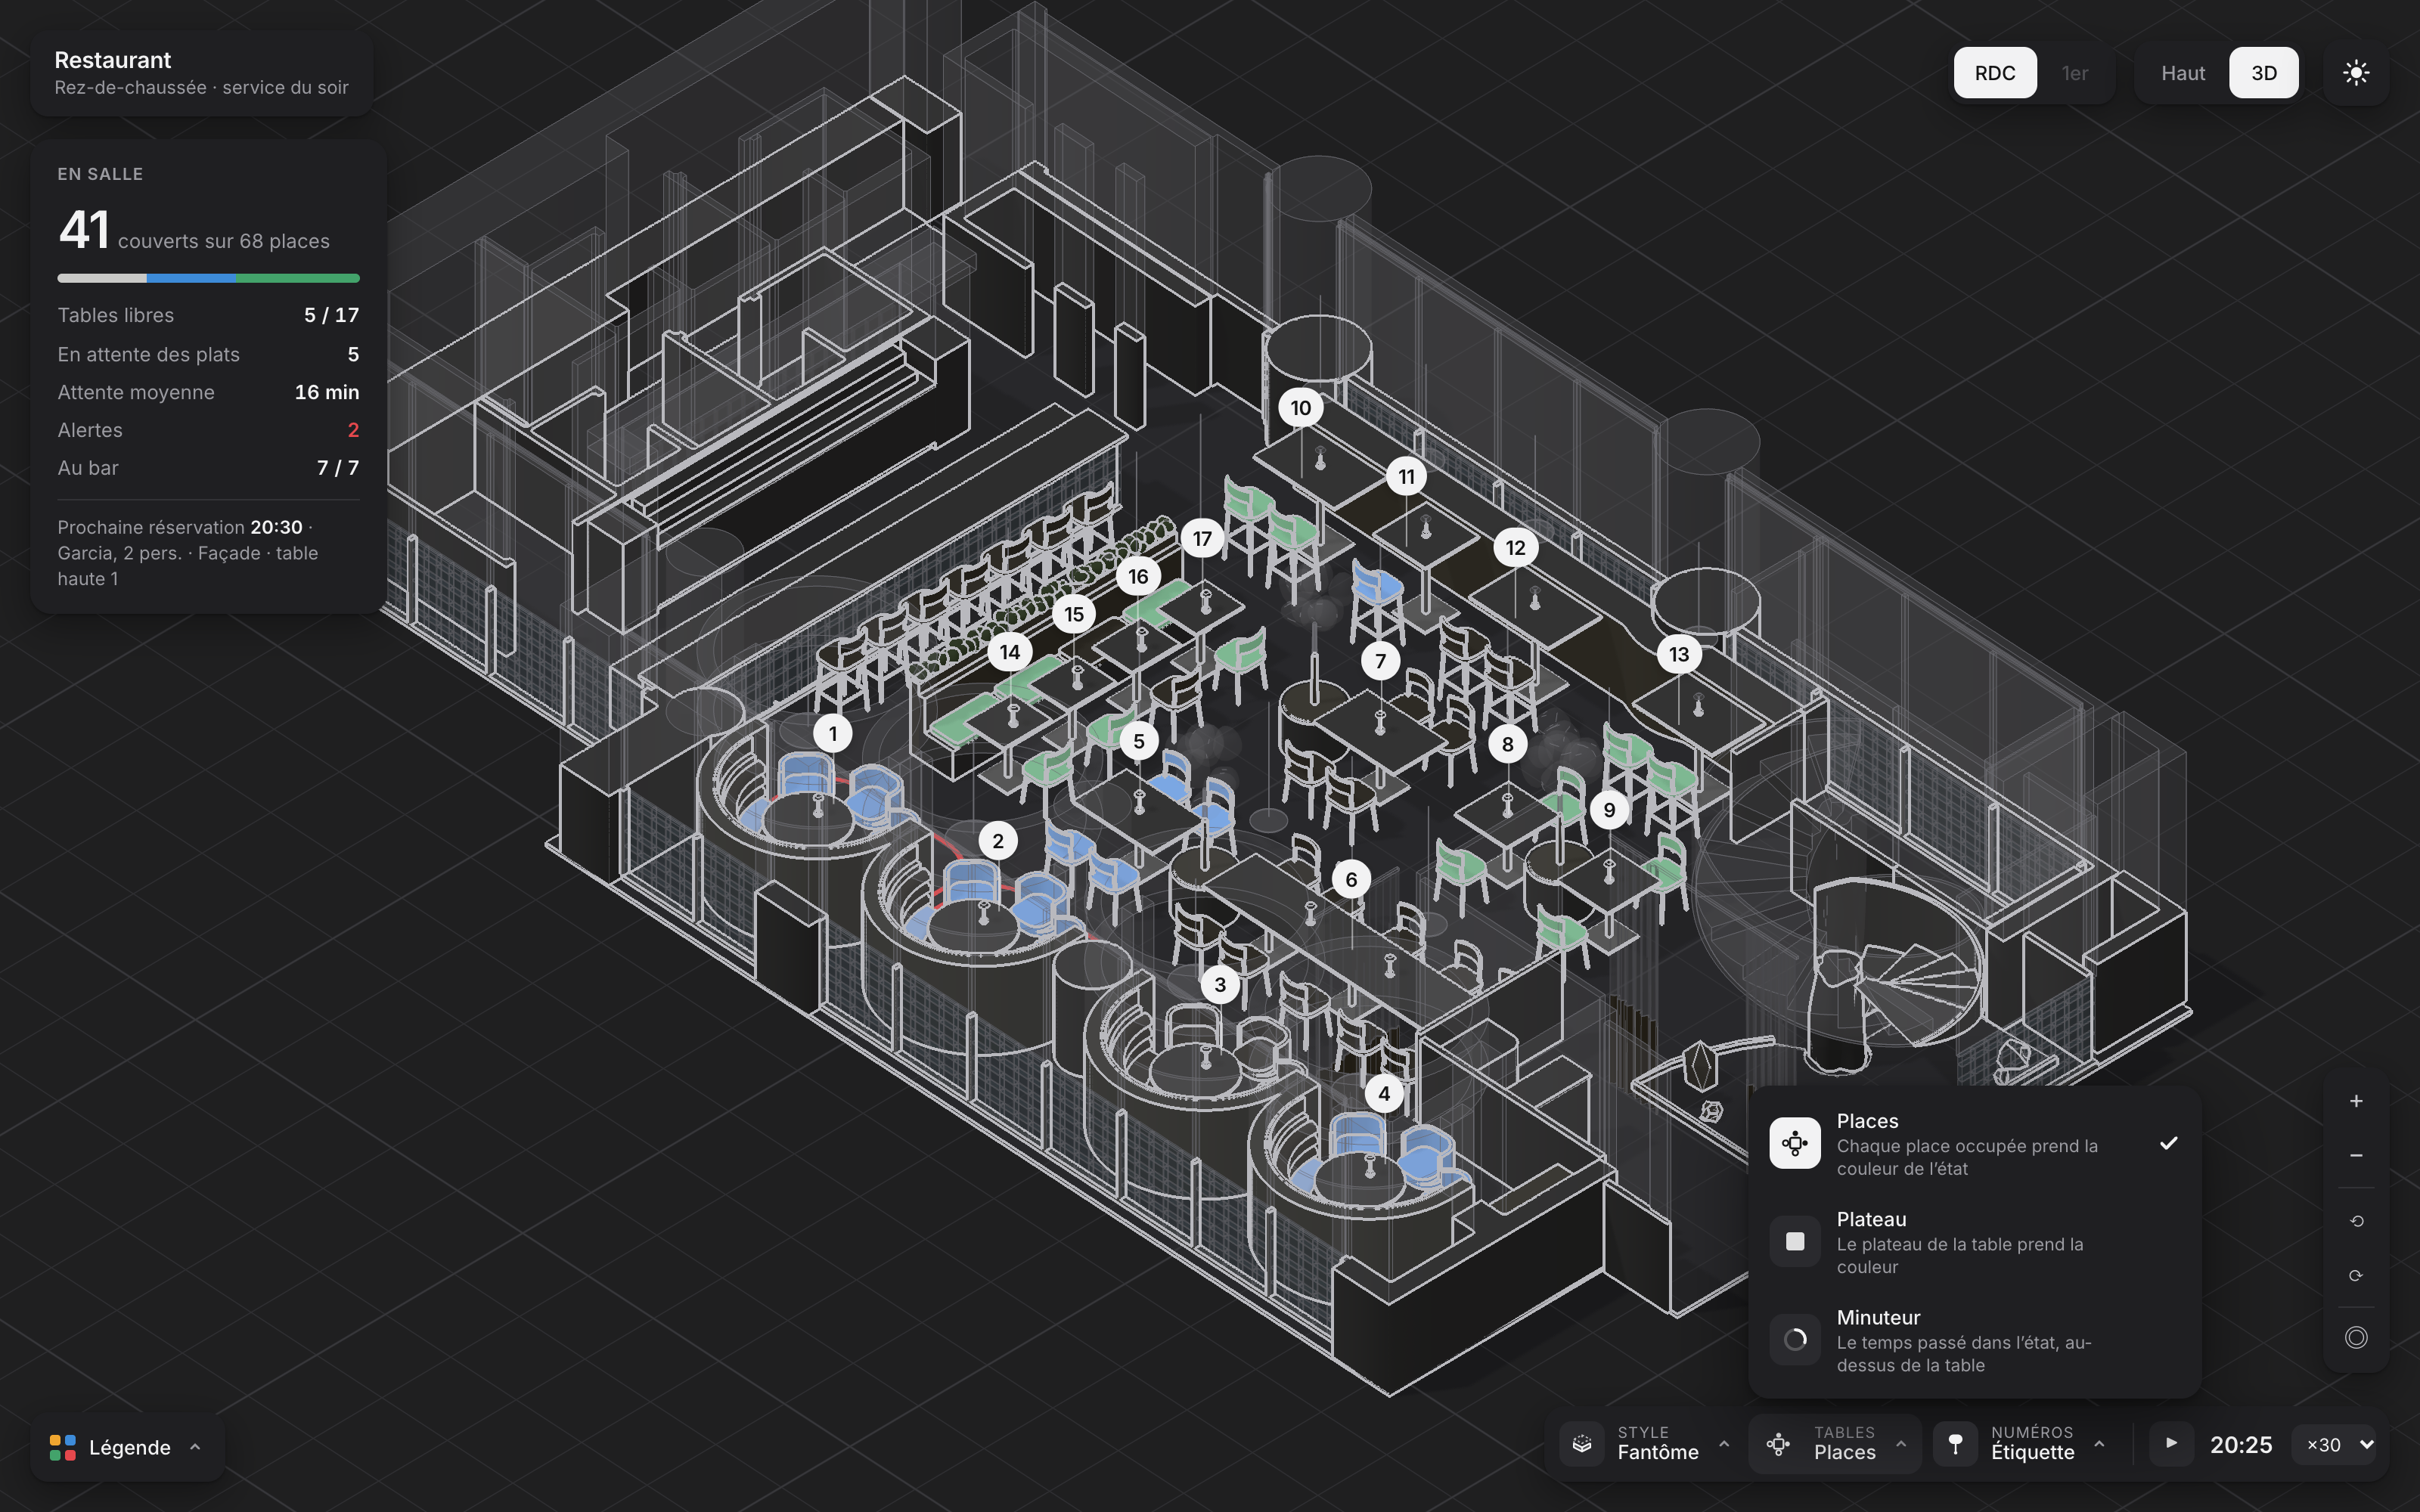 Restaurant
Rez-de-chaussée · service du soir
RDC
1er
Haut
3D
EN SALLE
41 couverts sur 68 places
Tables libres 5 / 17
En attente des plats 5
Attente moyenne 16 min
Alertes 2
Au bar 7 / 7
Prochaine réservation 20:30 ·
Garcia, 2 pers. · Façade · table
haute 1
10
11
12
17
16
15
14
13
7
1
5
8
9
2
6
3
4
Places
Chaque place occupée prend la
couleur de l’état
Plateau
Le plateau de la table prend la
couleur
Minuteur
Le temps passé dans l’état, au-
dessus de la table
Légende
STYLE
Fantôme
TABLES
Places
NUMÉROS
Étiquette
20:25
×30